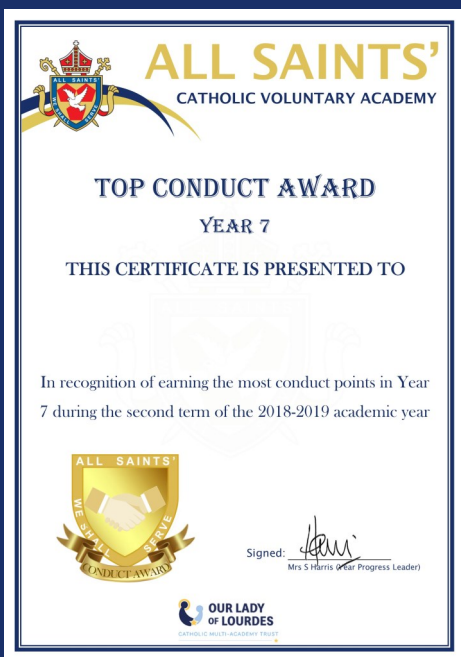 ALL SAINTS'
CATHOLIC VOLUNTARY ACADEMY
ALL SAINTS'
WE SHALL SERVE
TOP CONDUCT AWARD
YEAR 7
THIS CERTIFICATE IS PRESENTED TO
In recognition of earning the most conduct points in Year
7 during the second term of the 2018-2019 academic year
ALL SAINTS'
WE SHALL SERVE
CONDUCT AWARD
Signed:
Mrs S Harris (Year Progress Leader)
OUR LADY
OF LOURDES
CATHOLIC MULTI-ACADEMY TRUST